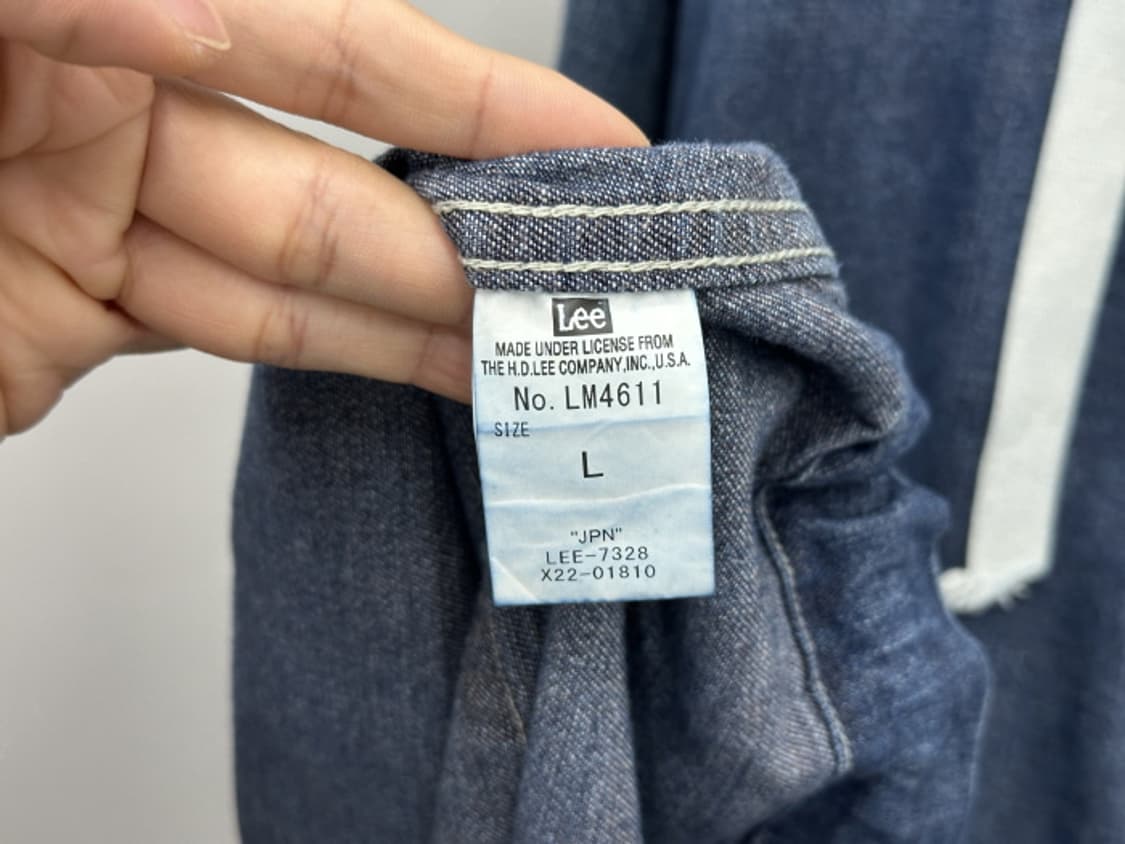 Lee
MADE UNDER LICENSE FROM
THE H.D.LEE COMPANY,INC.,U.S.A.
No. LM4611
SIZE
L
"JPN"
LEE-7328
X22-01810